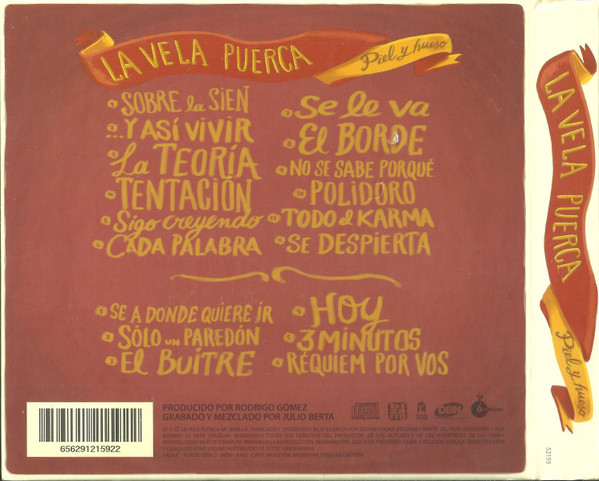 LA VELA PUERCA
Piel y hueso
SOBRE la SIEN
...Y ASÍ VIVIR
La TEORÍA
TENTACIÓN
Sigo creyendo
CADA PALABRA
Se le va
El BORDE
NO SE SABE PORQUÉ
POLIDORO
TODO el KARMA
SE DESPIERTA
SE A DONDE QUIERE IR
SÓLO UN PAREDÓN
EL BUITRE
HOY
3 MINUTOS
RÉQUIEM POR VOS
PRODUCIDO POR RODRIGO GÓMEZ
GRABADO Y MEZCLADO POR JULIO BERTA
656291215922
LA VELA PUERCA
Piel y hueso
52159